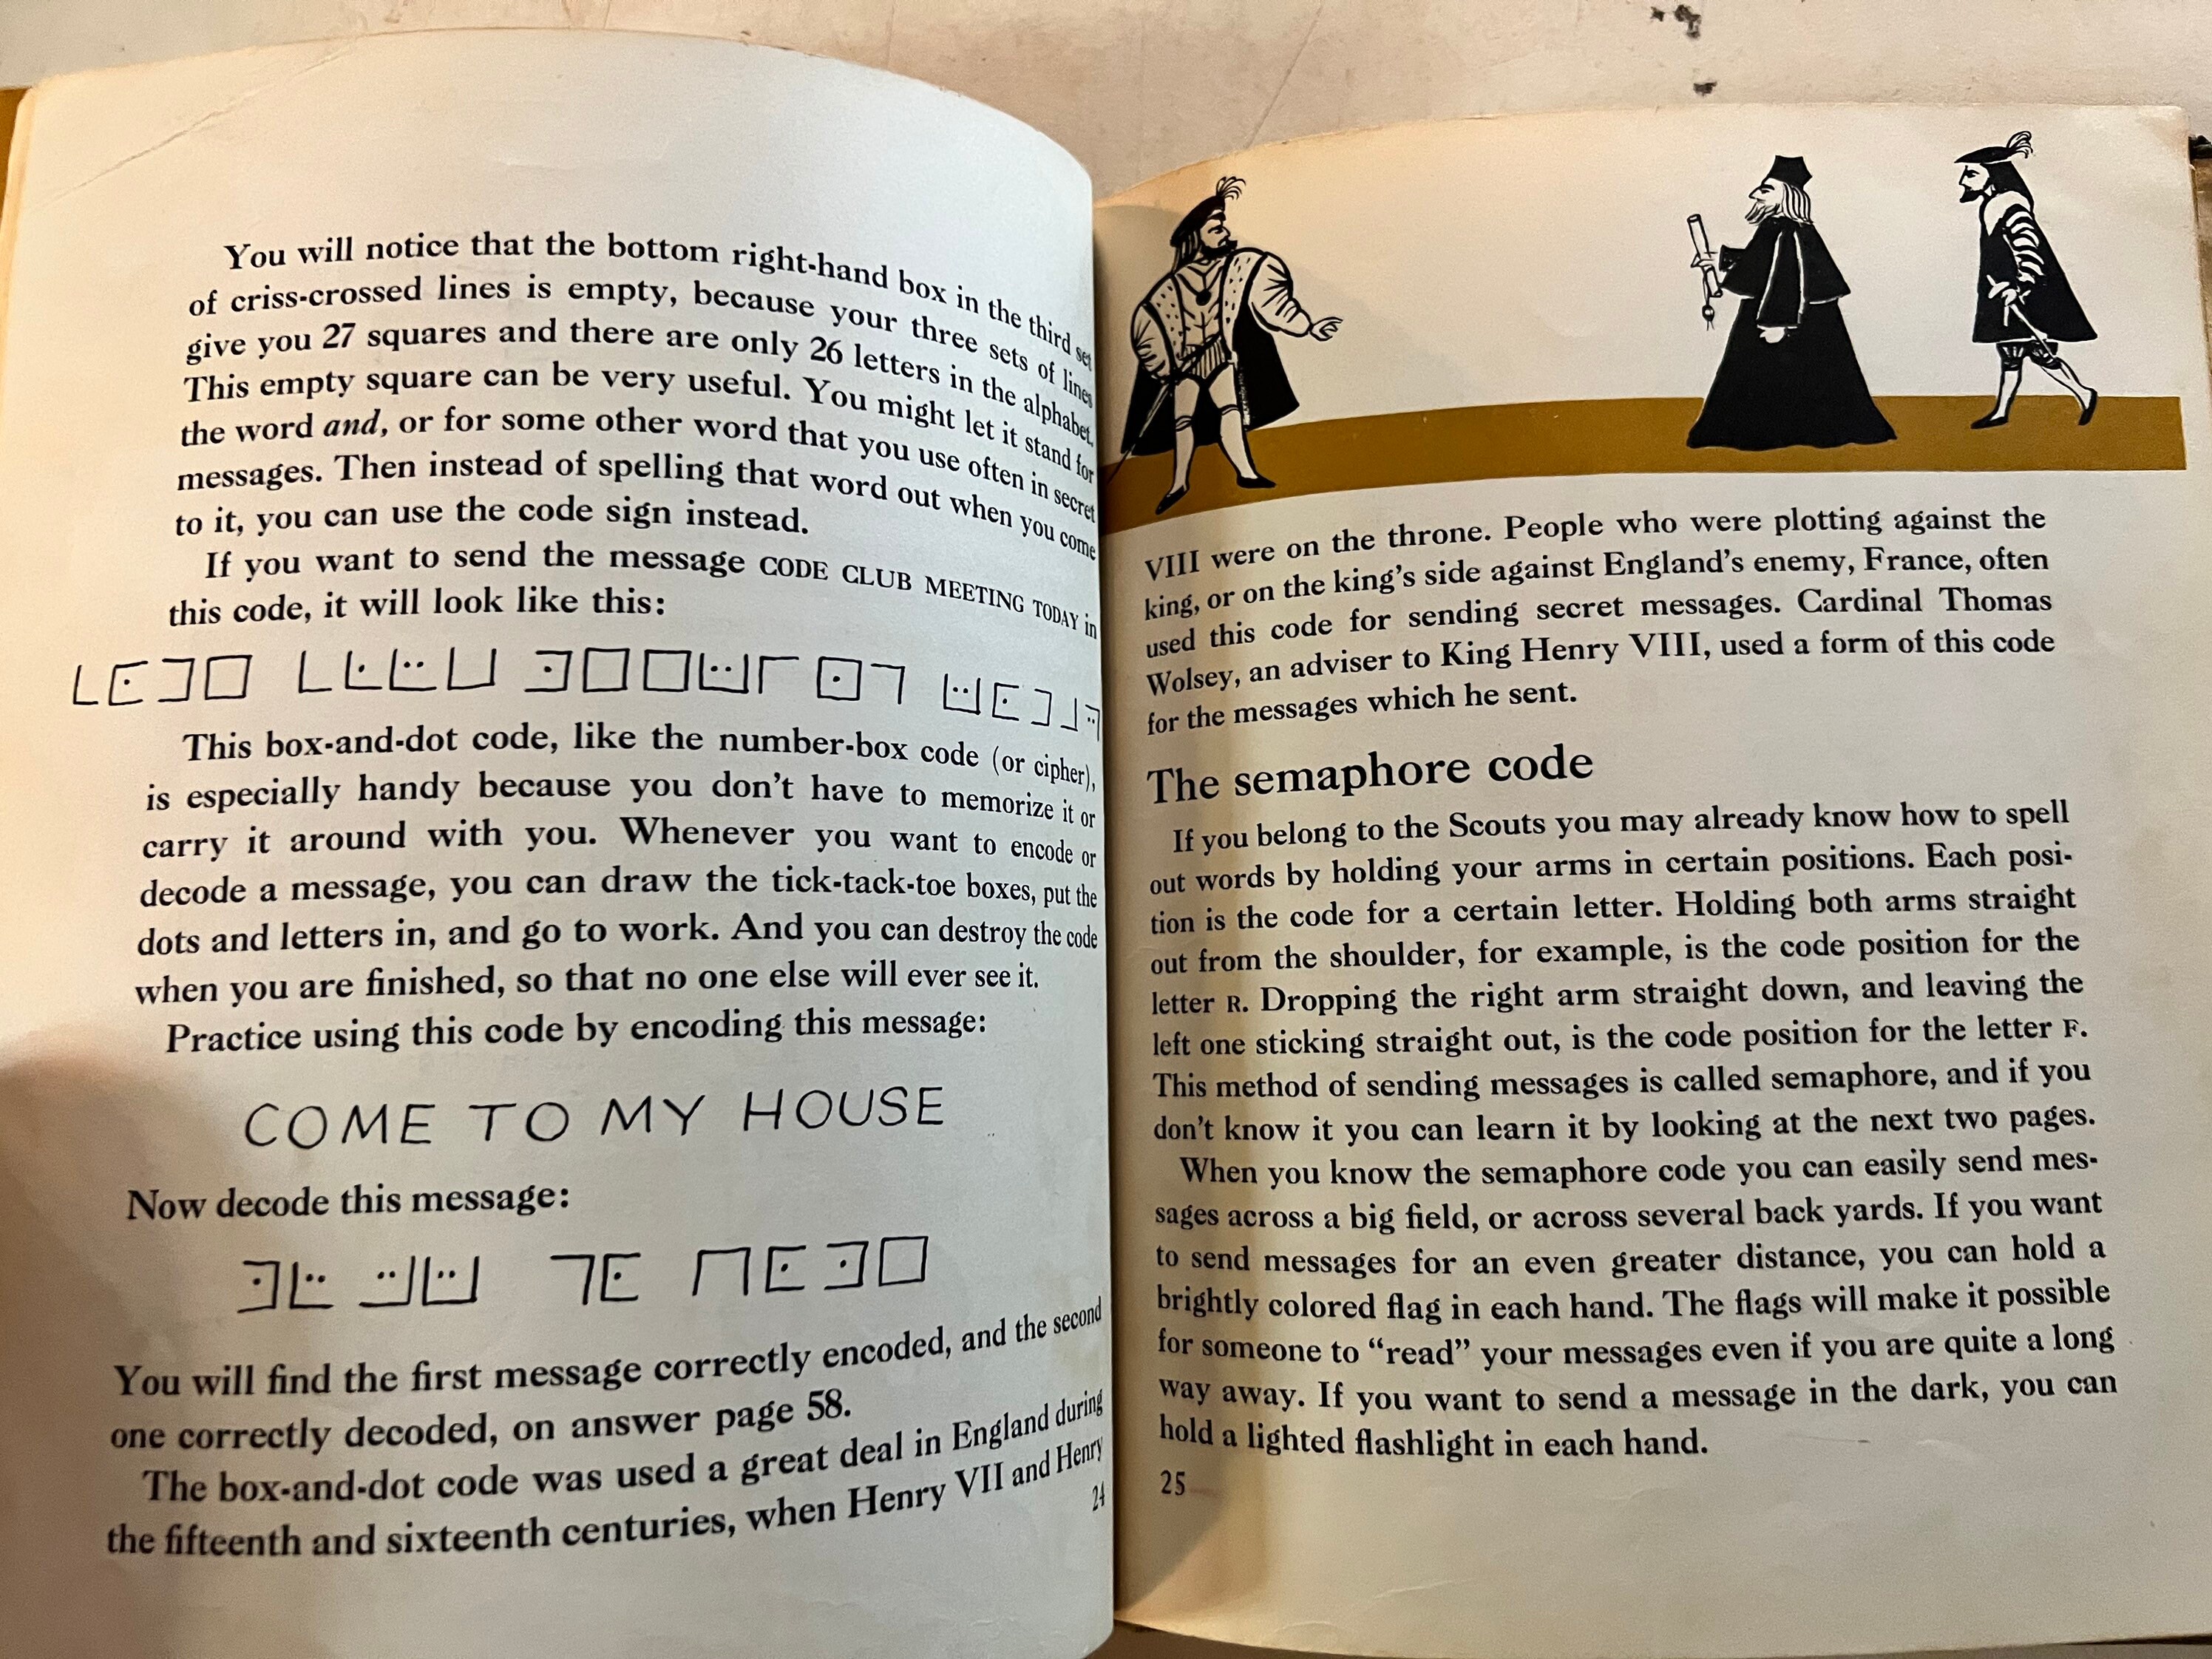 You will notice that the bottom right-hand box in the third set
of criss-crossed lines is empty, because your three sets of lines
give you 27 squares and there are only 26 letters in the alphabet.
This empty square can be very useful. You might let it stand for
the word and, or for some other word that you use often in secret
messages. Then instead of spelling that word out when you come
to it, you can use the code sign instead.
If you want to send the message CODE CLUB MEETING TODAY in
this code, it will look like this:
This box-and-dot code, like the number-box code (or cipher),
is especially handy because you don't have to memorize it or
carry it around with you. Whenever you want to encode or
decode a message, you can draw the tick-tack-toe boxes, put the
dots and letters in, and go to work. And you can destroy the code
when you are finished, so that no one else will ever see it.
Practice using this code by encoding this message:
COME TO MY HOUSE
Now decode this message:
You will find the first message correctly encoded, and the second
one correctly decoded, on answer page 58.
The box-and-dot code was used a great deal in England during
the fifteenth and sixteenth centuries, when Henry VII and Henry
24
VIII were on the throne. People who were plotting against the
king, or on the king's side against England's enemy, France, often
used this code for sending secret messages. Cardinal Thomas
Wolsey, an adviser to King Henry VIII, used a form of this code
for the messages which he sent.
The semaphore code
If you belong to the Scouts you may already know how to spell
out words by holding your arms in certain positions. Each posi-
tion is the code for a certain letter. Holding both arms straight
out from the shoulder, for example, is the code position for the
letter R. Dropping the right arm straight down, and leaving the
left one sticking straight out, is the code position for the letter F.
This method of sending messages is called semaphore, and if you
don't know it you can learn it by looking at the next two pages.
When you know the semaphore code you can easily send mes-
sages across a big field, or across several back yards. If you want
to send messages for an even greater distance, you can hold a
brightly colored flag in each hand. The flags will make it possible
for someone to "read" your messages even if you are quite a long
way away. If you want to send a message in the dark, you can
hold a lighted flashlight in each hand.
25